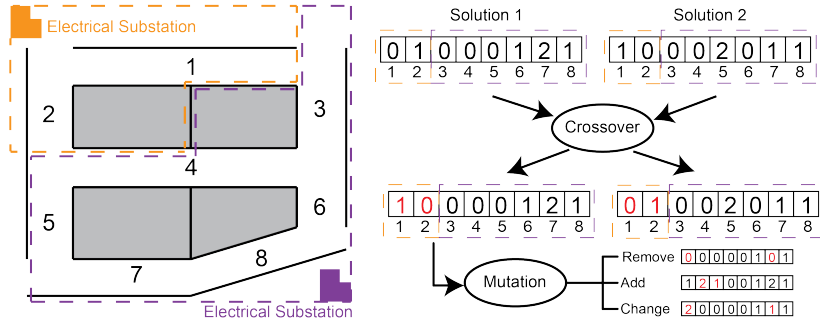 Electrical Substation
1
2
3
4
5
6
7
8
Electrical Substation
Solution 1
0 1 0 0 0 1 2 1
1 2 3 4 5 6 7 8
Solution 2
1 0 0 0 2 0 1 1
1 2 3 4 5 6 7 8
Crossover
1 0 0 0 0 1 2 1
1 2 3 4 5 6 7 8
0 1 0 0 2 0 1 1
1 2 3 4 5 6 7 8
Mutation
Remove
0 0 0 0 0 1 0 1
Add
1 2 1 0 0 1 2 1
Change
2 0 0 0 0 1 1 1